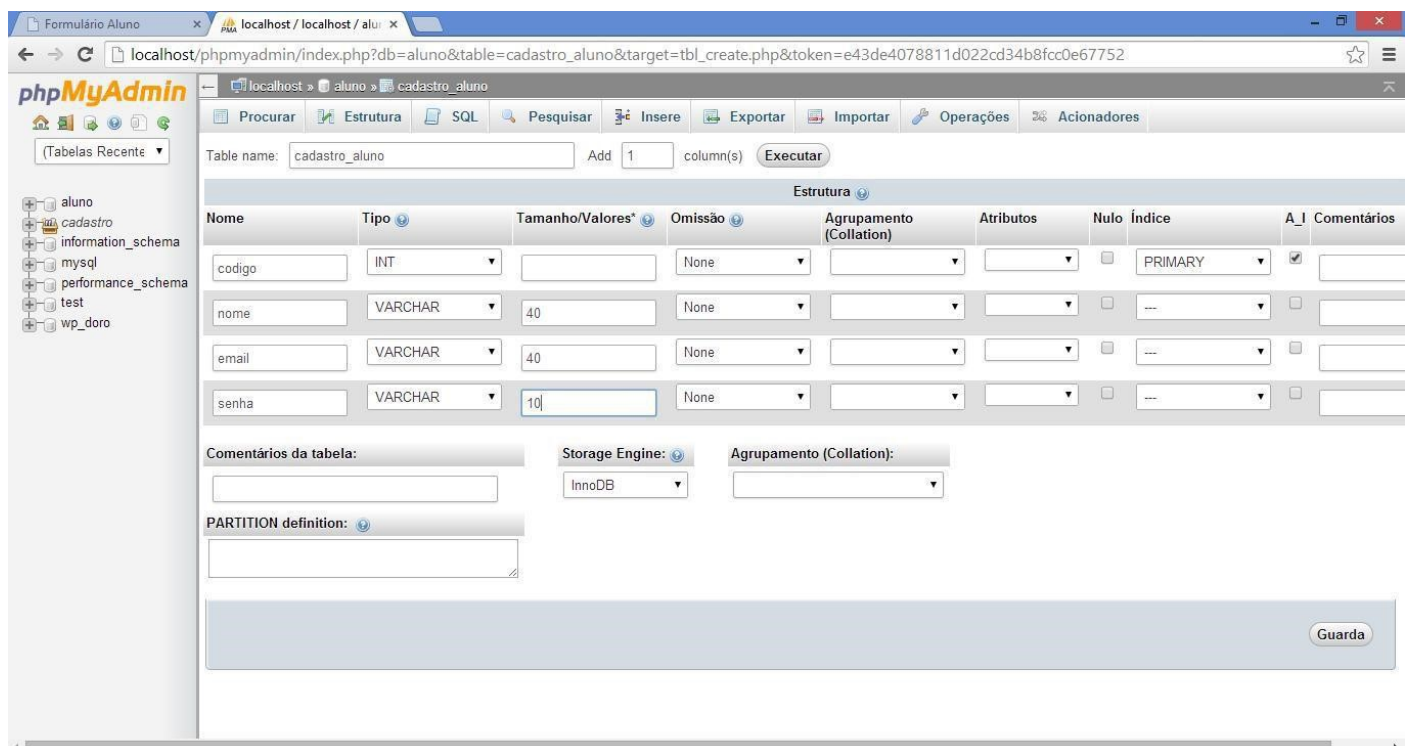 Formulário Aluno
localhost / localhost / alu
localhost/phpmyadmin/index.php?db=aluno&table=cadastro_aluno&target=tbl_create.php&token=e43de4078811d022cd34b8fcc0e67752
phpMyAdmin
localhost » aluno » cadastro_aluno
Procurar Estrutura SQL Pesquisar Insere Exportar Importar Operações Acionadores
(Tabelas Recente
Table name: cadastro_aluno Add 1 column(s) Executar
aluno
cadastro
information_schema
mysql
performance_schema
test
wp_doro
Estrutura
Nome Tipo Tamanho/Valores* Omissão Agrupamento (Collation) Atributos Nulo Índice A_I Comentários
codigo INT None PRIMARY
nome VARCHAR 40 None ---
email VARCHAR 40 None ---
senha VARCHAR 10 None ---
Comentários da tabela: Storage Engine: Agrupamento (Collation):
InnoDB
PARTITION definition:
Guarda